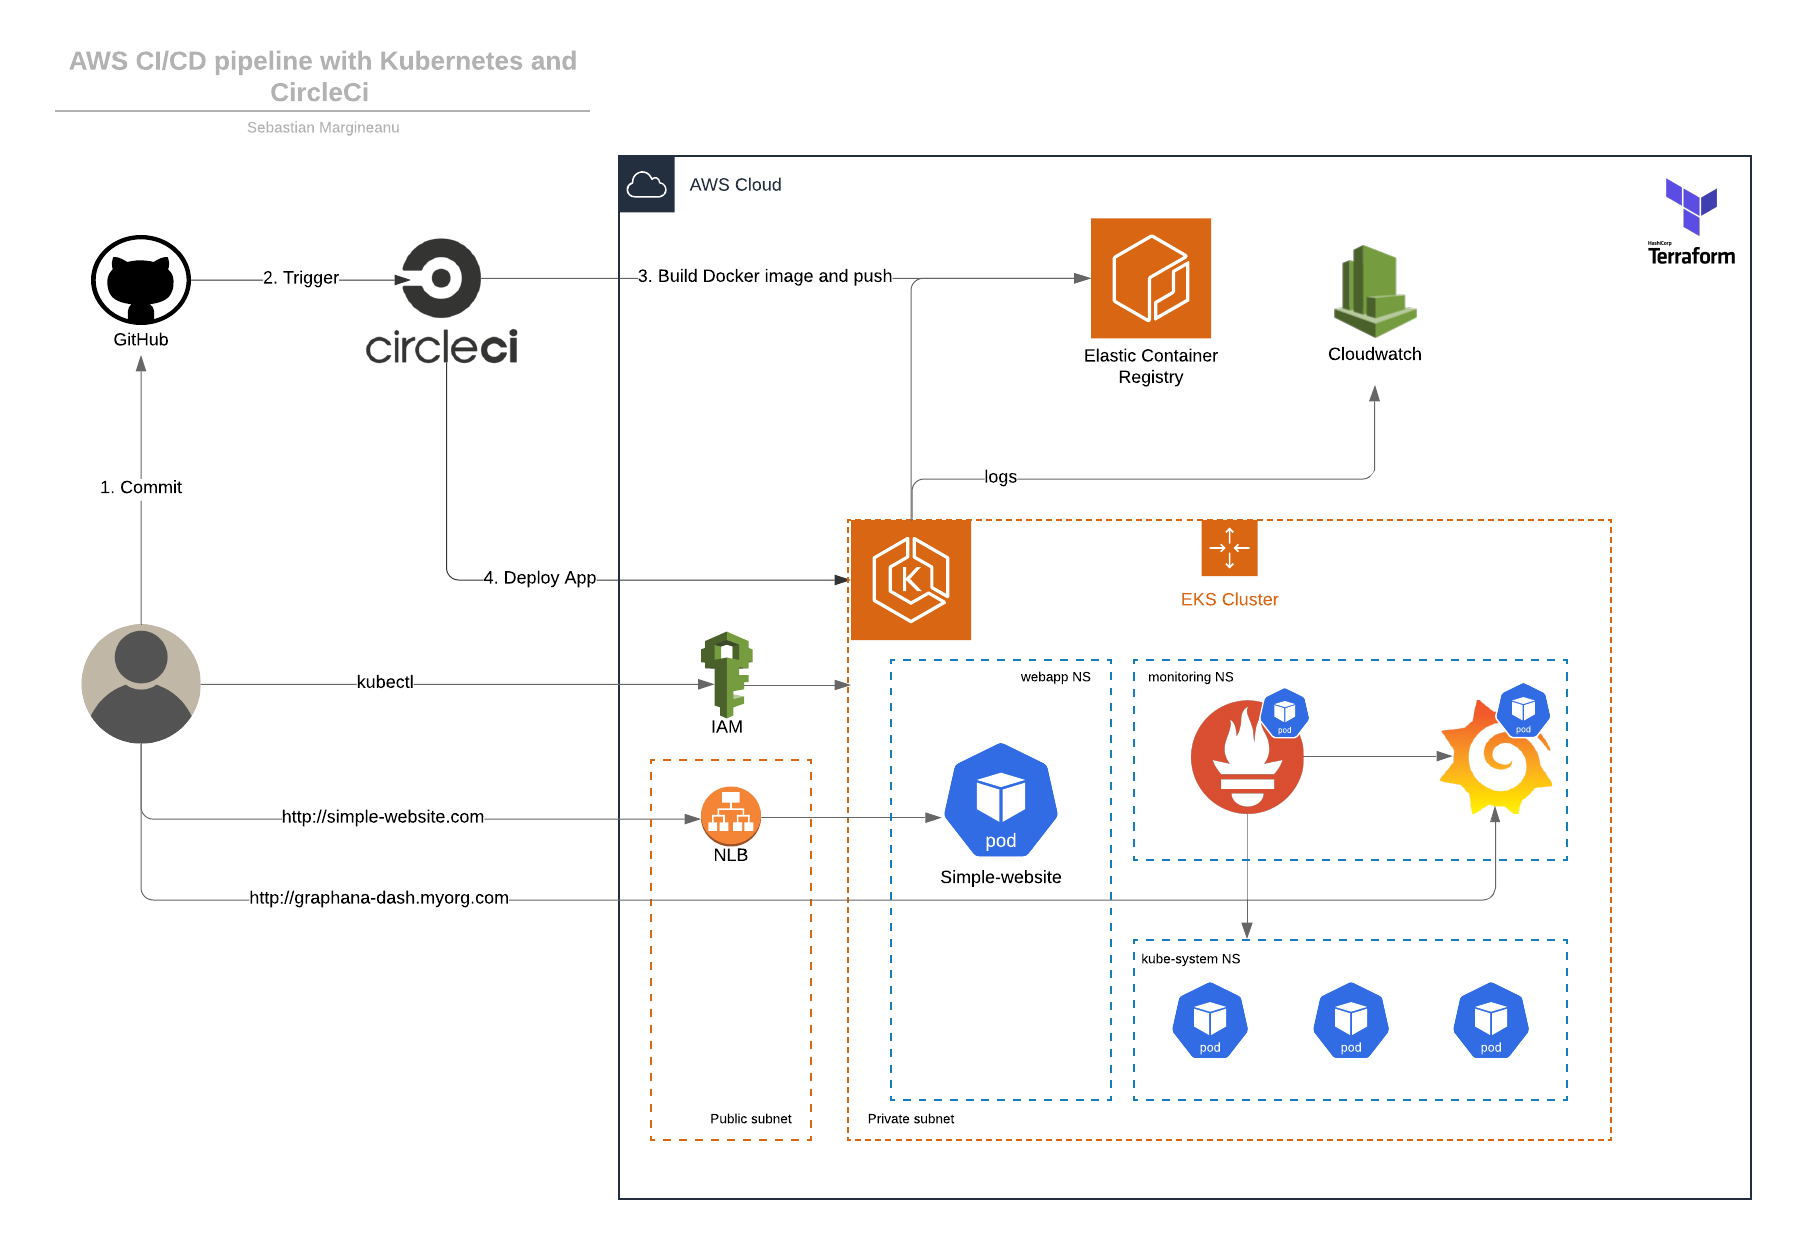 AWS CI/CD pipeline with Kubernetes and
CircleCi
Sebastian Margineanu
AWS Cloud
HashiCorp
Terraform
GitHub
2. Trigger
circleci
3. Build Docker image and push
Elastic Container
Registry
Cloudwatch
logs
1. Commit
4. Deploy App
K
EKS Cluster
kubectl
IAM
webapp NS
monitoring NS
pod
pod
http://simple-website.com
NLB
pod
Simple-website
http://graphana-dash.myorg.com
kube-system NS
pod
pod
pod
Public subnet
Private subnet